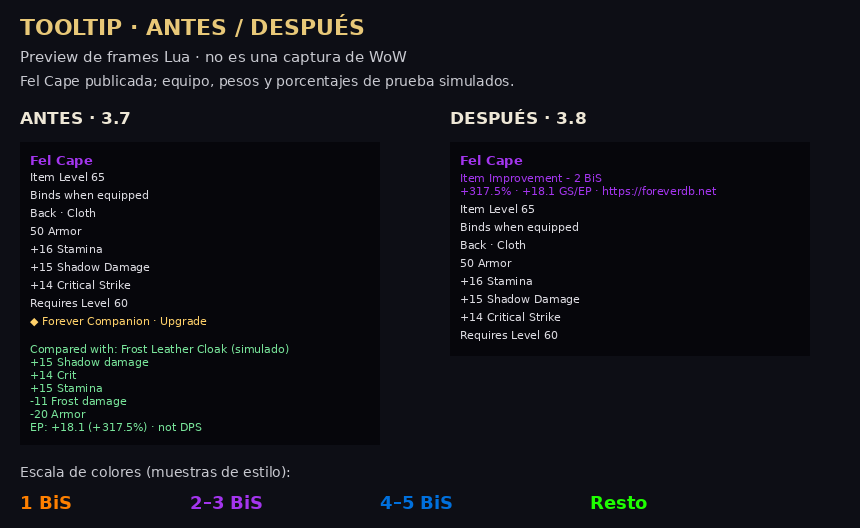 TOOLTIP · ANTES / DESPUÉS
Preview de frames Lua · no es una captura de WoW
Fel Cape publicada; equipo, pesos y porcentajes de prueba simulados.
ANTES · 3.7
Fel Cape
Item Level 65
Binds when equipped
Back · Cloth
50 Armor
+16 Stamina
+15 Shadow Damage
+14 Critical Strike
Requires Level 60
◆ Forever Companion · Upgrade
Compared with: Frost Leather Cloak (simulado)
+15 Shadow damage
+14 Crit
+15 Stamina
-11 Frost damage
-20 Armor
EP: +18.1 (+317.5%) · not DPS
DESPUÉS · 3.8
Fel Cape
Item Improvement - 2 BiS
+317.5% · +18.1 GS/EP · https://foreverdb.net
Item Level 65
Binds when equipped
Back · Cloth
50 Armor
+16 Stamina
+15 Shadow Damage
+14 Critical Strike
Requires Level 60
Escala de colores (muestras de estilo):
1 BiS
2–3 BiS
4–5 BiS
Resto